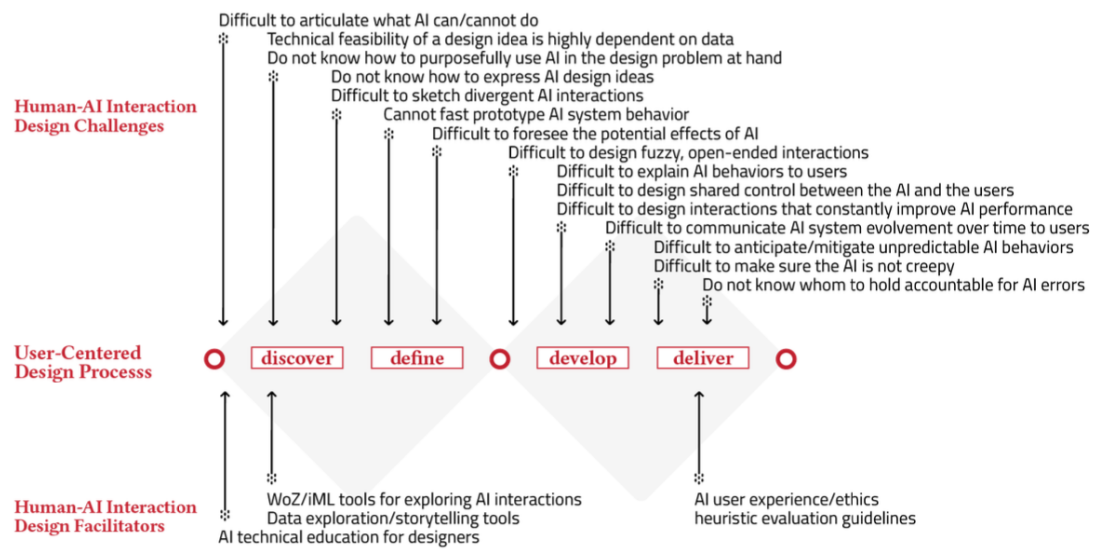 Difficult to articulate what AI can/cannot do
Technical feasibility of a design idea is highly dependent on data
Do not know how to purposefully use AI in the design problem at hand
Do not know how to express AI design ideas
Difficult to sketch divergent AI interactions
Cannot fast prototype AI system behavior
Difficult to foresee the potential effects of AI
Difficult to design fuzzy, open-ended interactions
Difficult to explain AI behaviors to users
Difficult to design shared control between the AI and the users
Difficult to design interactions that constantly improve AI performance
Difficult to communicate AI system evolvement over time to users
Difficult to anticipate/mitigate unpredictable AI behaviors
Difficult to make sure the AI is not creepy
Do not know whom to hold accountable for AI errors
Human-AI Interaction
Design Challenges
User-Centered
Design Processs
discover
define
develop
deliver
Human-AI Interaction
Design Facilitators
WoZ/iML tools for exploring AI interactions
Data exploration/storytelling tools
AI technical education for designers
AI user experience/ethics
heuristic evaluation guidelines